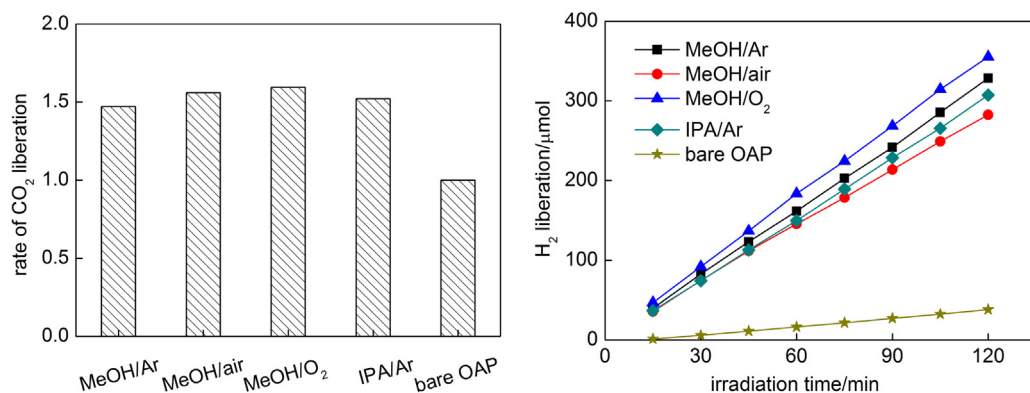 rate of CO₂ liberation
2.0
1.5
1.0
0.5
0.0
MeOH/Ar
MeOH/air
MeOH/O₂
IPA/Ar
bare OAP
H₂ liberation/μmol
400
300
200
100
0
MeOH/Ar
MeOH/air
MeOH/O₂
IPA/Ar
bare OAP
0 30 60 90 120
irradiation time/min